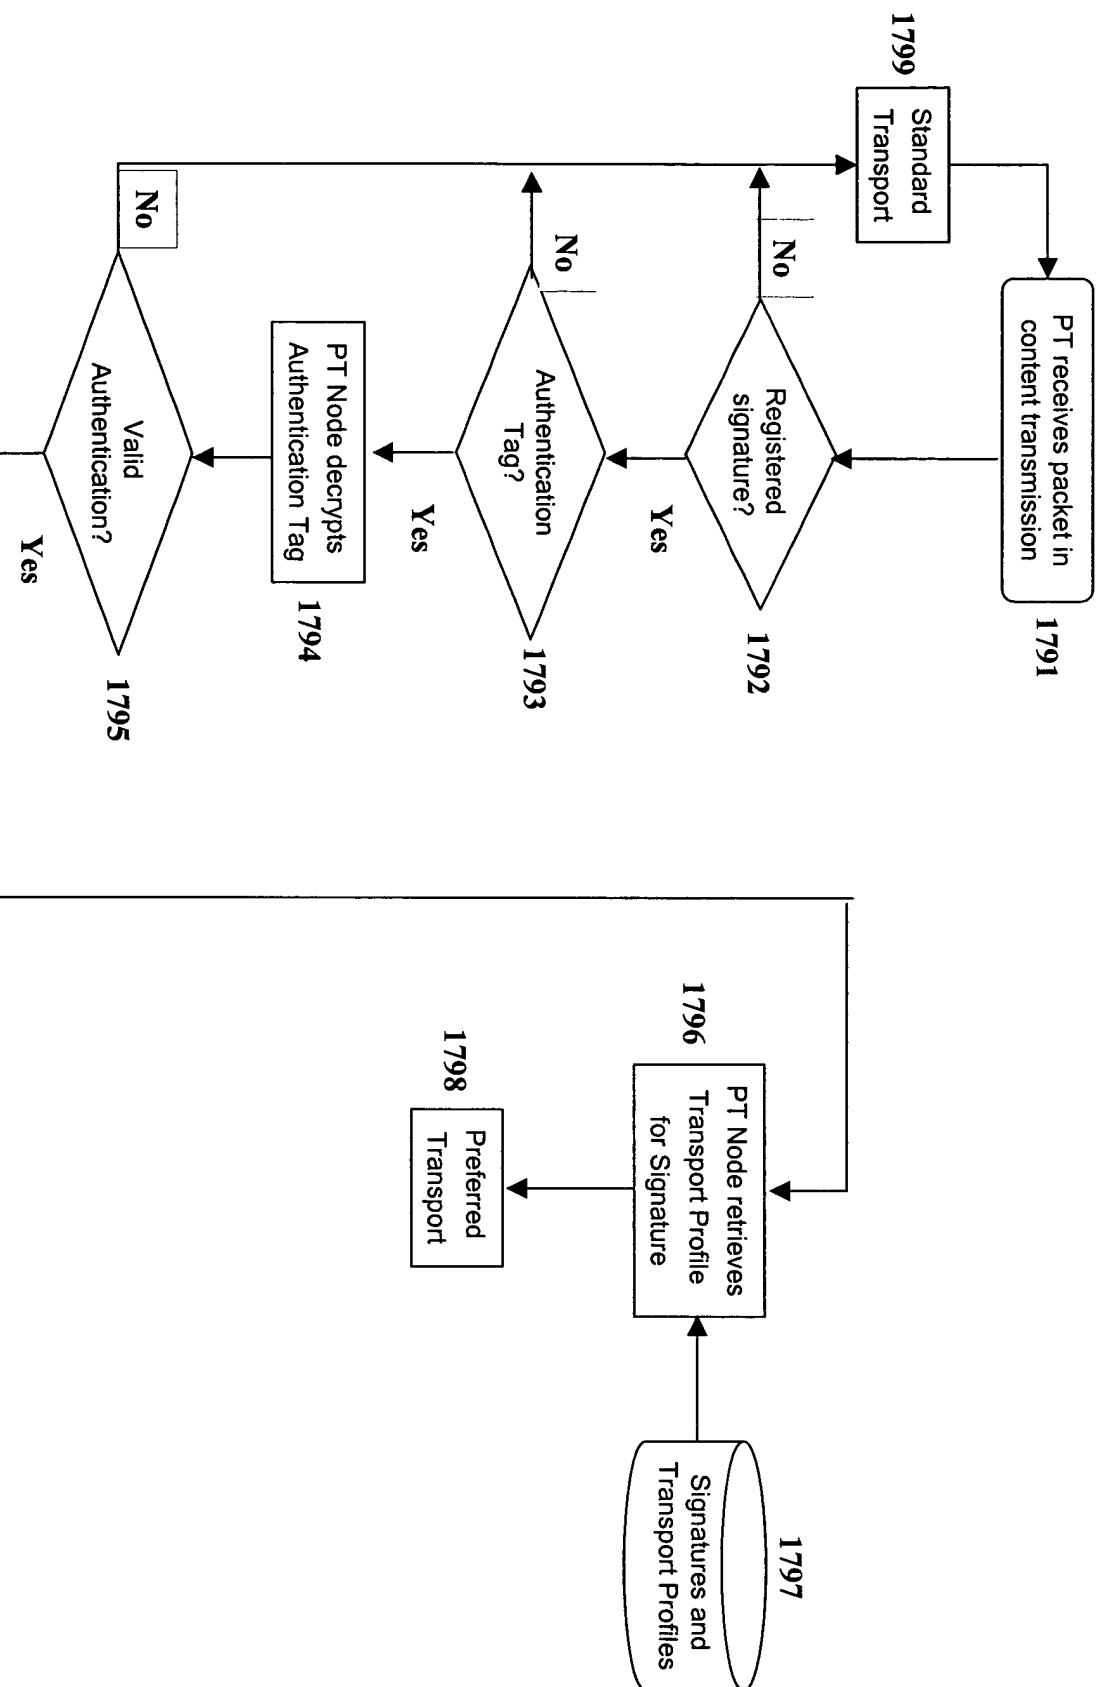 1799
Standard
Transport
PT receives packet in
content transmission
1791
No
Registered
signature?
1792
Yes
No
Authentication
Tag?
1793
Yes
PT Node decrypts
Authentication Tag
1794
No
Valid
Authentication?
1795
Yes
1796
PT Node retrieves
Transport Profile
for Signature
1797
Signatures and
Transport Profiles
1798
Preferred
Transport